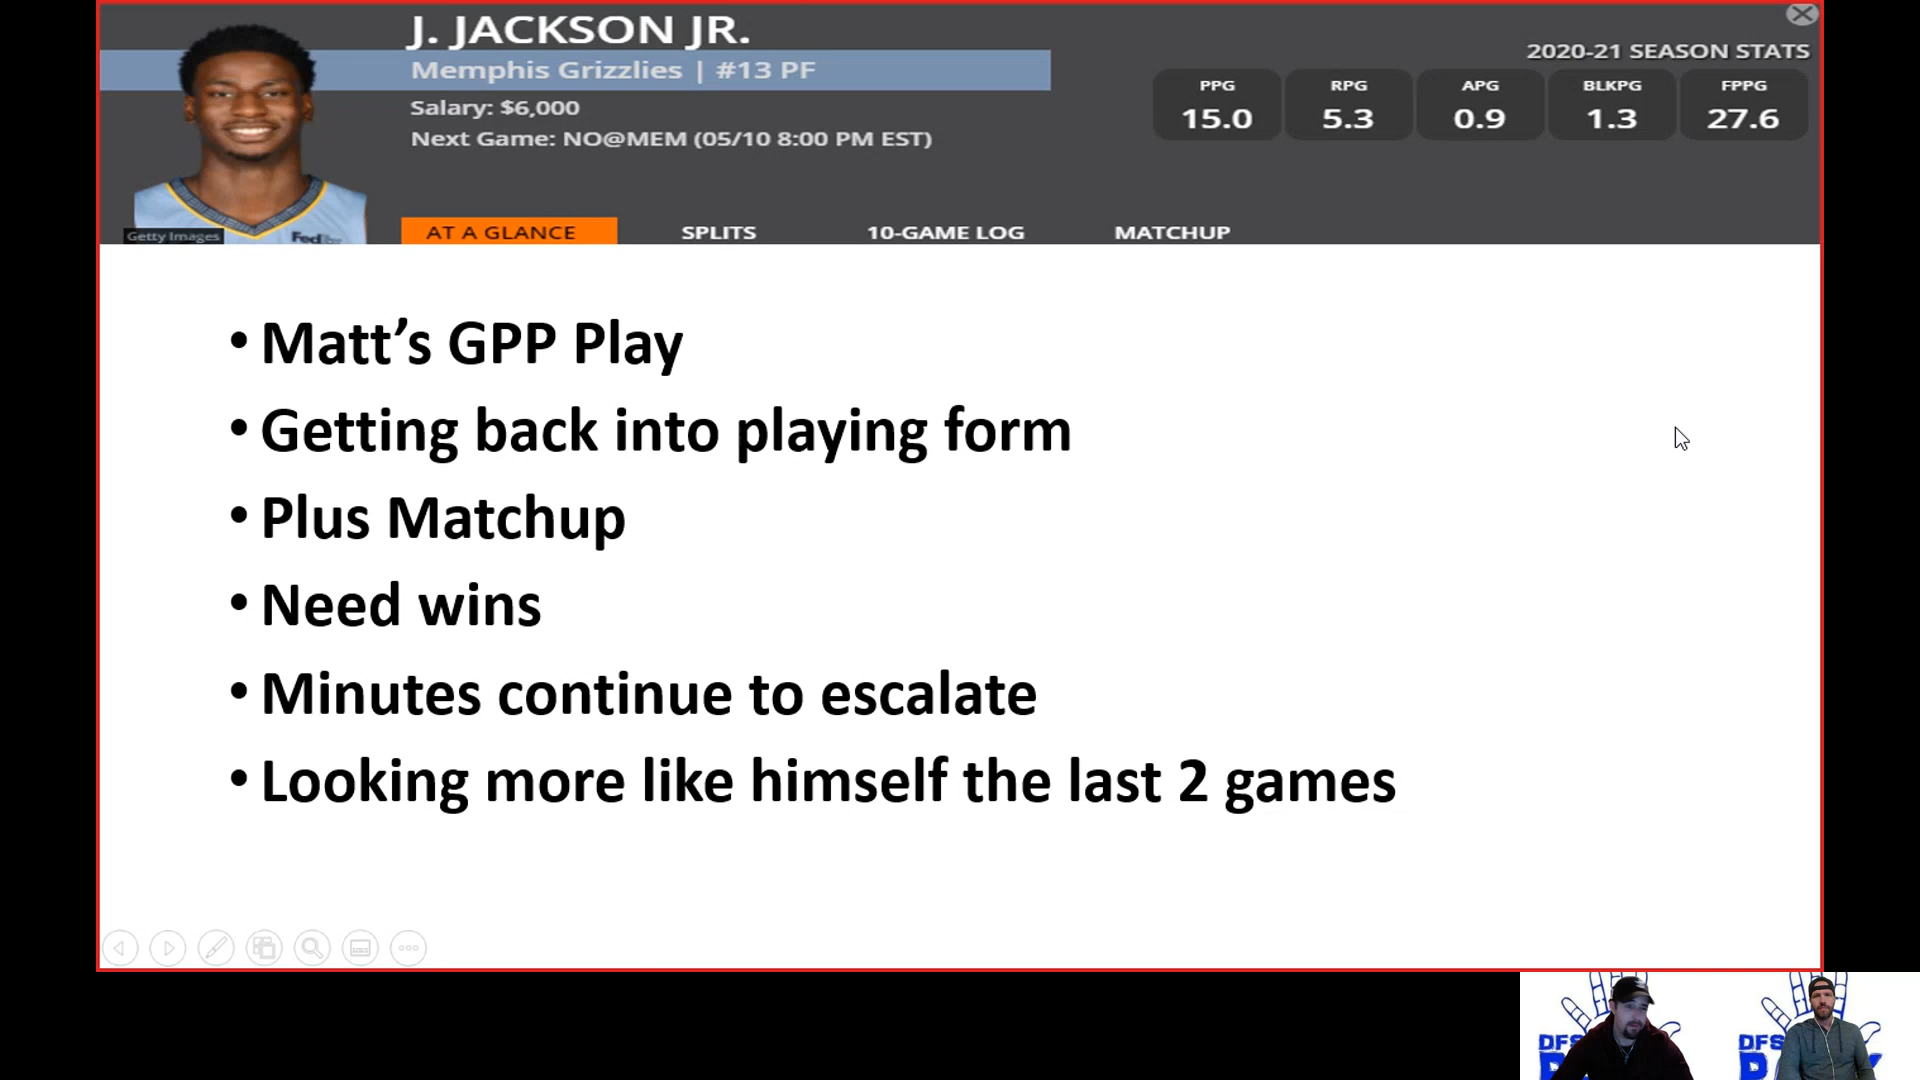 J. JACKSON JR.
Memphis Grizzlies | #13 PF
Salary: $6,000
Next Game: NO@MEM (05/10 8:00 PM EST)
2020-21 SEASON STATS
PPG RPG APG BLKPG FPPG
15.0 5.3 0.9 1.3 27.6
Getty Images
FedEx
AT A GLANCE SPLITS 10-GAME LOG MATCHUP
• Matt’s GPP Play
• Getting back into playing form
• Plus Matchup
• Need wins
• Minutes continue to escalate
• Looking more like himself the last 2 games
DFS
DFS